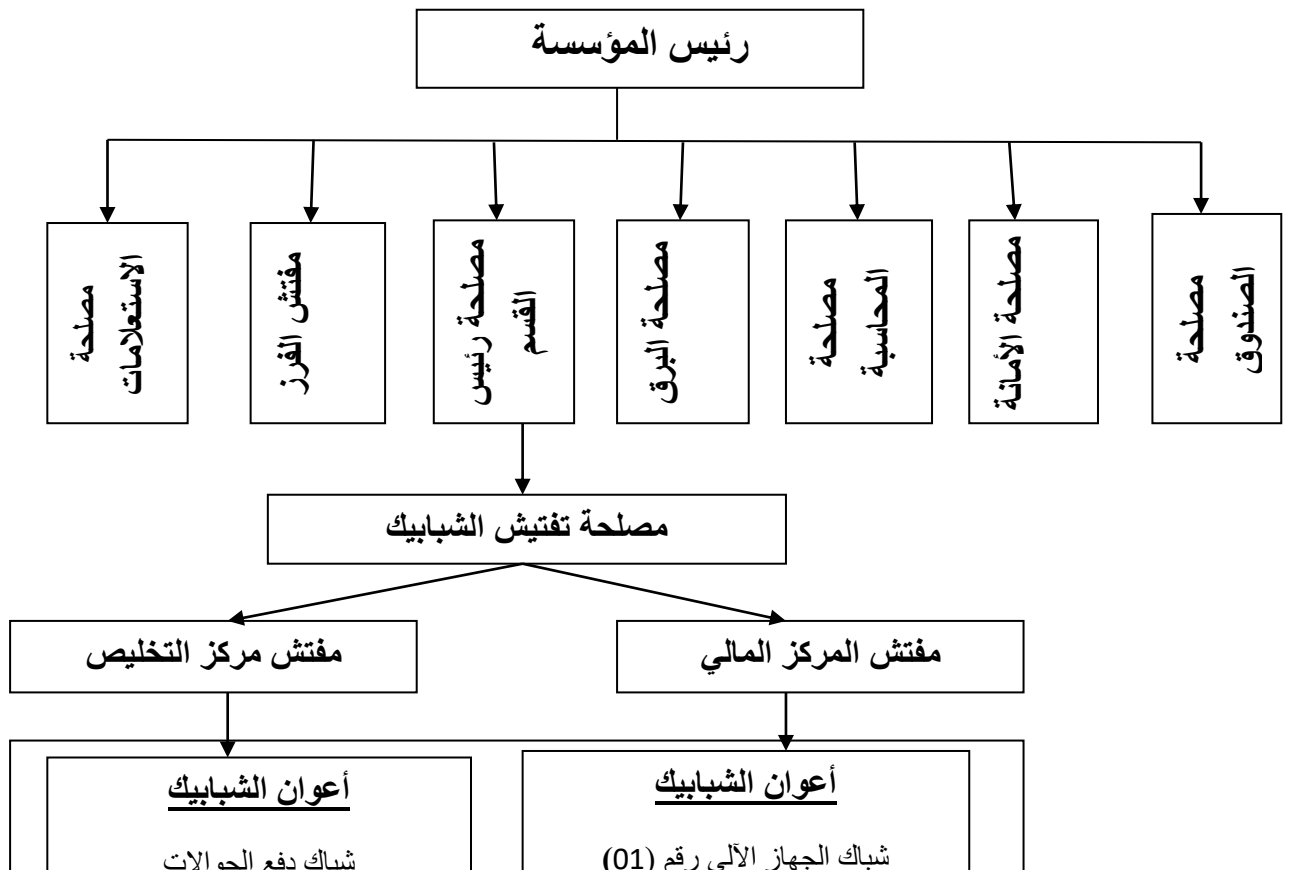 رئيس المؤسسة
مصلحة
الصندوق
مصلحة الأمانة
مصلحة
المحاسبة
مصلحة البرق
مصلحة رئيس
القسم
مفتش الفرز
مصلحة
الاستعلامات
مصلحة تفتيش الشبابيك
مفتش المركز المالي
مفتش مركز التخليص
أعوان الشبابيك
شباك الجهاز الآلي رقم (01)
أعوان الشبابيك
شباك دفع الحوالات